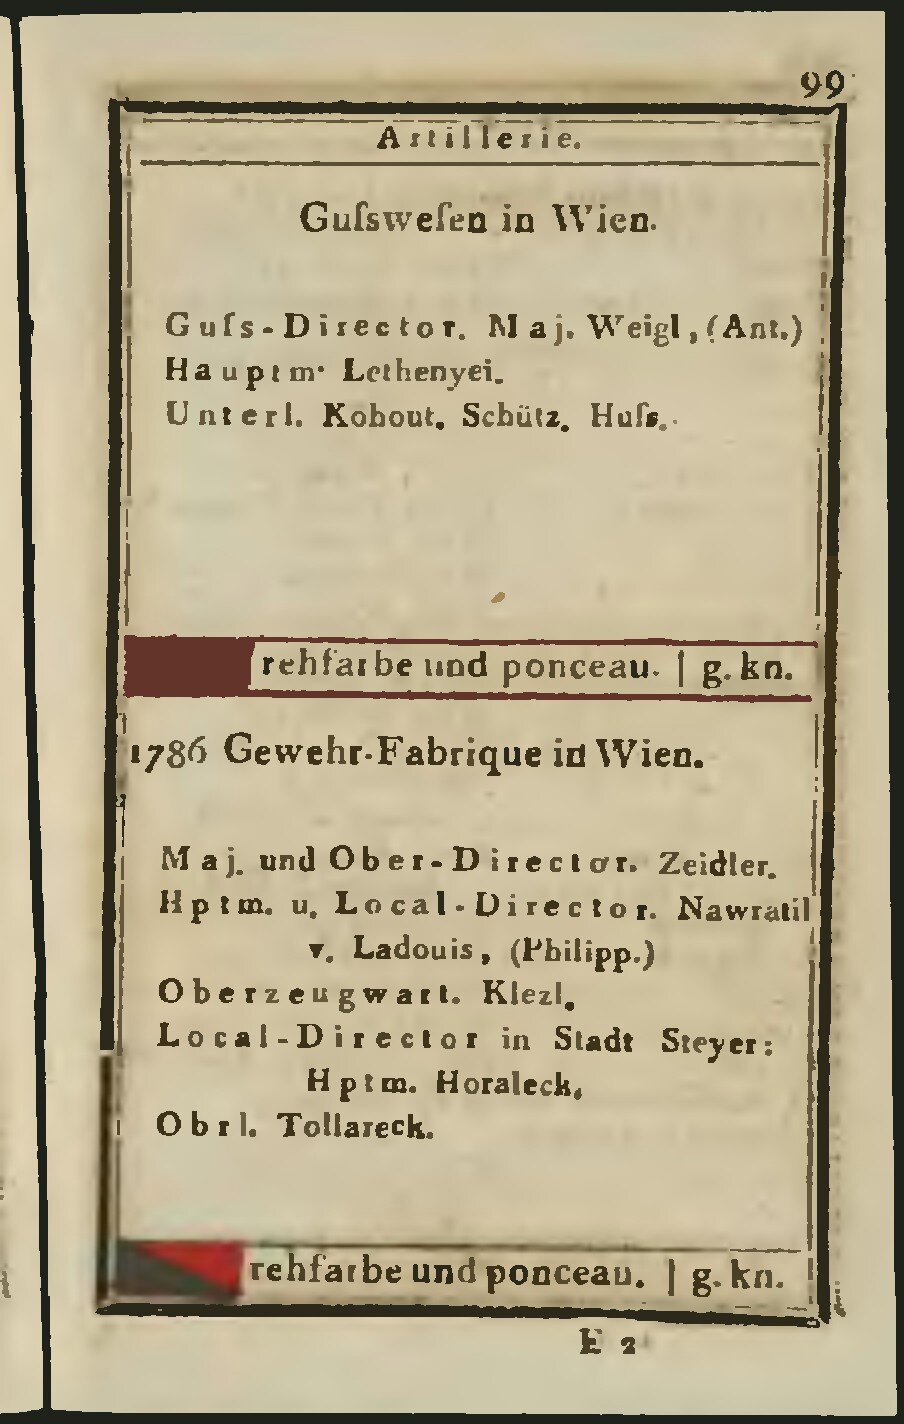 99
Artillerie.
Guſsweſen in Wien.
Guſs-Director. Maj. Weigl, (Ant.)
Hauptm. Lethenyei.
Unterl. Kohout. Schütz. Huſs.
rehfarbe und ponceau. | g. kn.
1786 Gewehr-Fabrique in Wien.
Maj. und Ober-Director. Zeidler.
Hptm. u. Local-Director. Nawratil
v. Ladouis, (Philipp.)
Oberzeugwart. Klezl.
Local-Director in Stadt Steyer:
Hptm. Horaleck.
Obrl. Tollareck.
rehfarbe und ponceau. | g. kn.
E 2